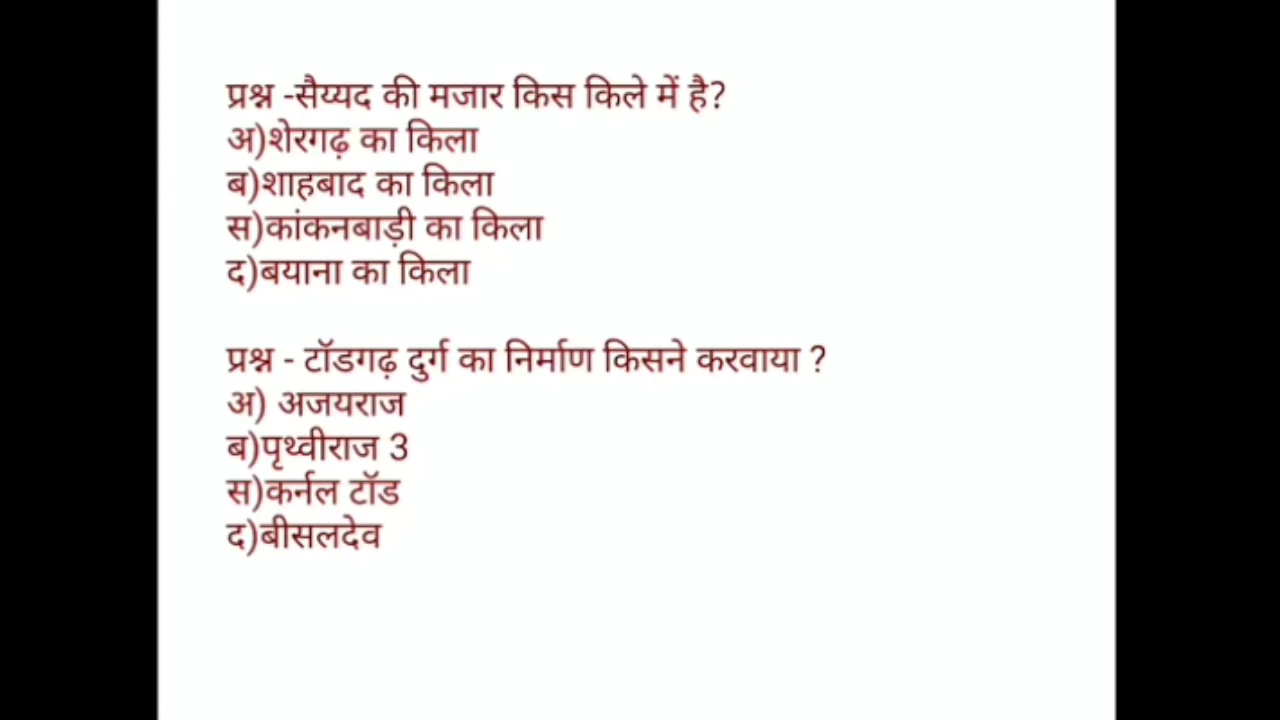 प्रश्न -सैय्यद की मजार किस किले में है?
अ)शेरगढ़ का किला
ब)शाहबाद का किला
स)कांकनबाड़ी का किला
द)बयाना का किला
प्रश्न - टॉडगढ़ दुर्ग का निर्माण किसने करवाया ?
अ) अजयराज
ब)पृथ्वीराज 3
स)कर्नल टॉड
द)बीसलदेव